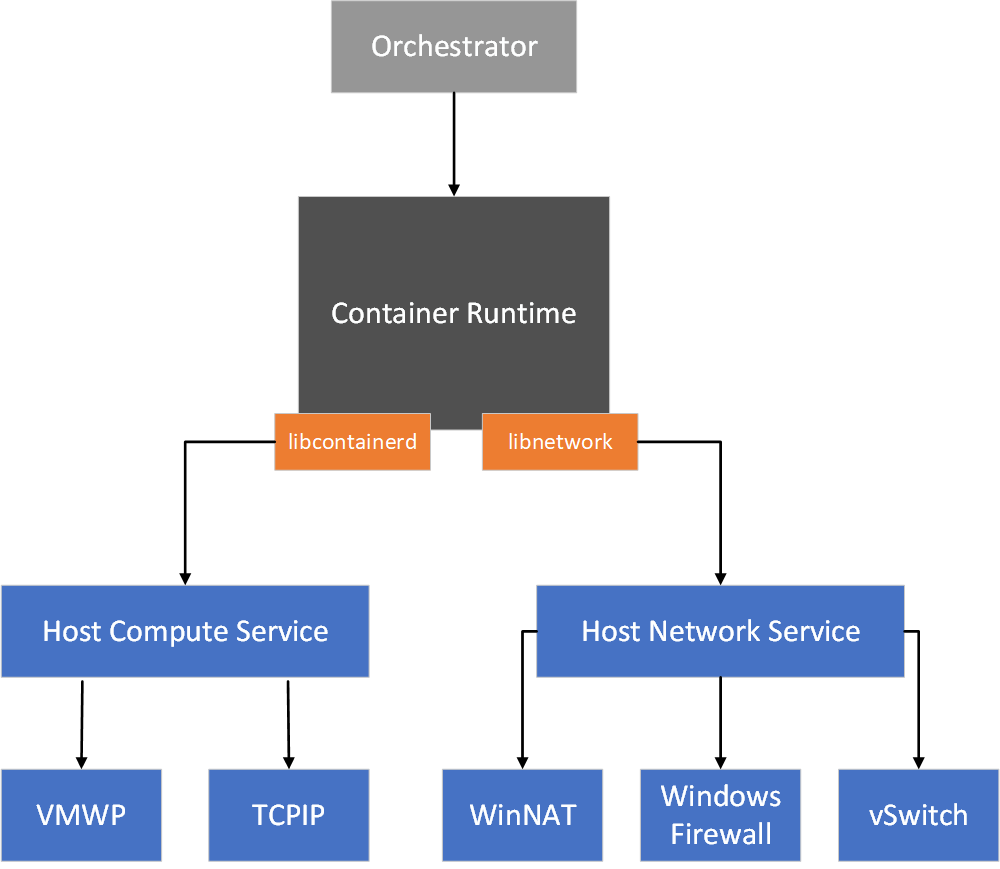 Orchestrator
Container Runtime
libcontainerd
libnetwork
Host Compute Service
Host Network Service
VMWP
TCPIP
WinNAT
Windows
Firewall
vSwitch